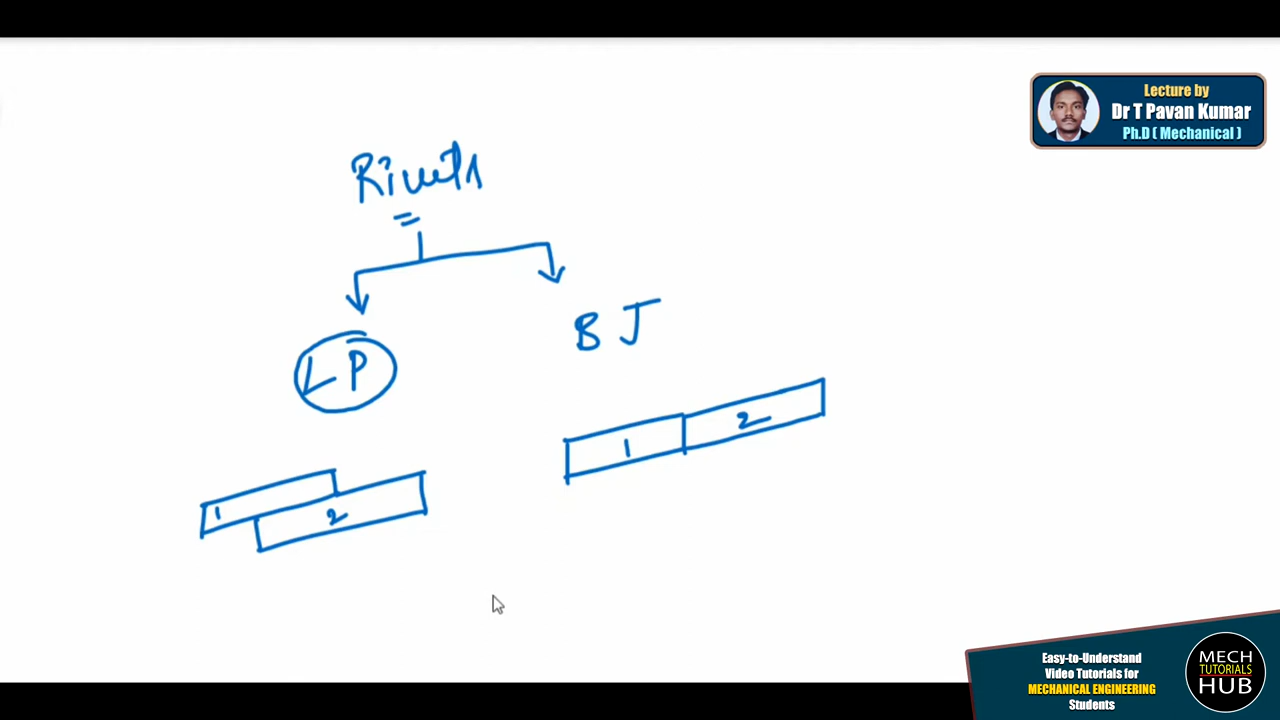 Lecture by
Dr T Pavan Kumar
Ph.D ( Mechanical )
Rivets
LP
BJ
1
2
1
2
Easy-to-Understand
Video Tutorials for
MECHANICAL ENGINEERING
Students
MECH
TUTORIALS
HUB